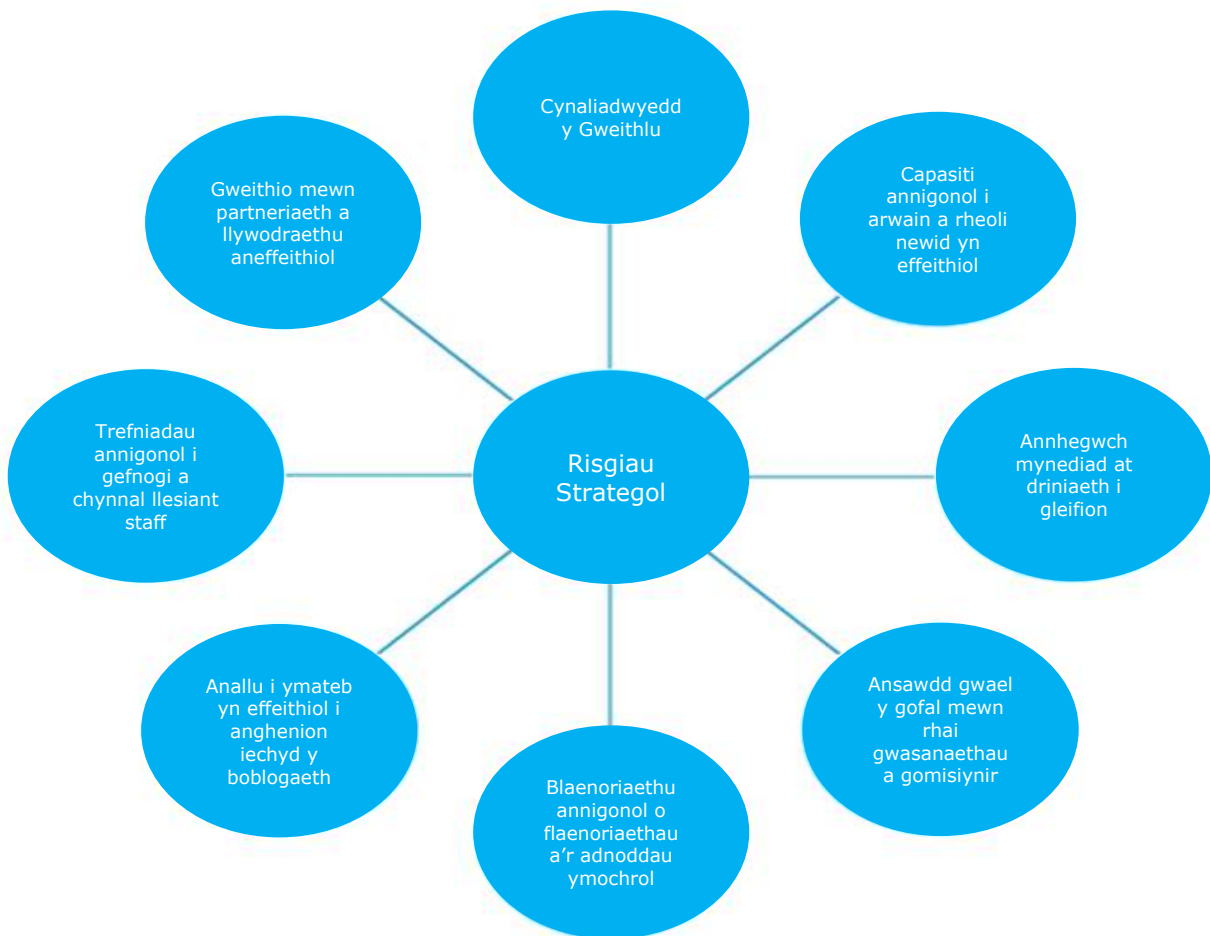 Cynaliadwyedd
y Gweithlu
Capasiti
annigonol i
arwain a rheoli
newid yn
effeithiol
Annhegwch
mynediad at
driniaeth i
gleifion
Ansawdd gwael
y gofal mewn
rhai
gwasanaethau
a gomisiynir
Blaenoriaethu
annigonol o
flaenoriaethau
a’r adnoddau
ymochrol
Anallu i ymateb
yn effeithiol i
anghenion
iechyd y
boblogaeth
Trefniadau
annigonol i
gefnogi a
chynnal llesiant
staff
Gweithio mewn
partneriaeth a
llywodraethu
aneffeithiol
Risgiau
Strategol